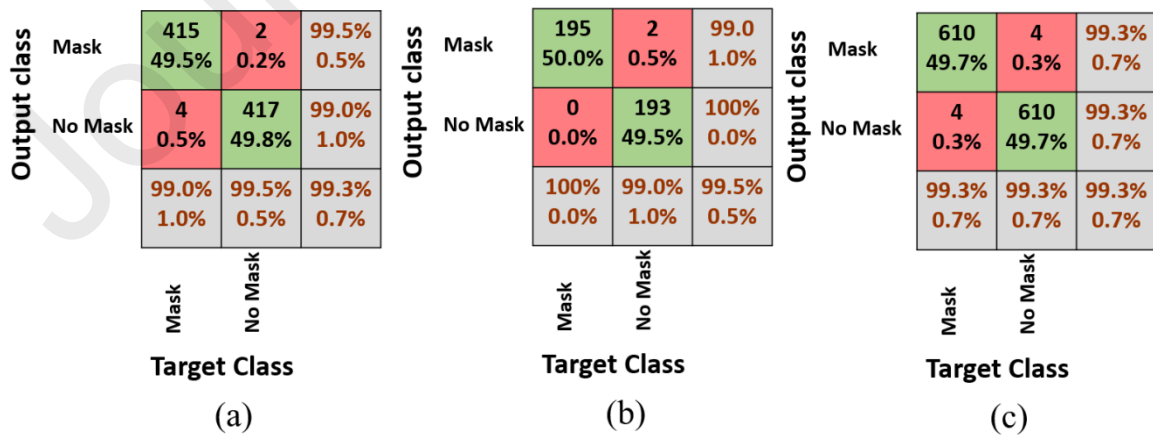 Jour
Output class
Mask
415
49.5%
2
0.2%
99.5%
0.5%
No Mask
4
0.5%
417
49.8%
99.0%
1.0%
99.0%
1.0%
99.5%
0.5%
99.3%
0.7%
Mask
No Mask
Target Class
(a)
Output class
Mask
195
50.0%
2
0.5%
99.0
1.0%
No Mask
0
0.0%
193
49.5%
100%
0.0%
100%
0.0%
99.0%
1.0%
99.5%
0.5%
Mask
No Mask
Target Class
(b)
Output class
Mask
610
49.7%
4
0.3%
99.3%
0.7%
No Mask
4
0.3%
610
49.7%
99.3%
0.7%
99.3%
0.7%
99.3%
0.7%
99.3%
0.7%
Mask
No Mask
Target Class
(c)